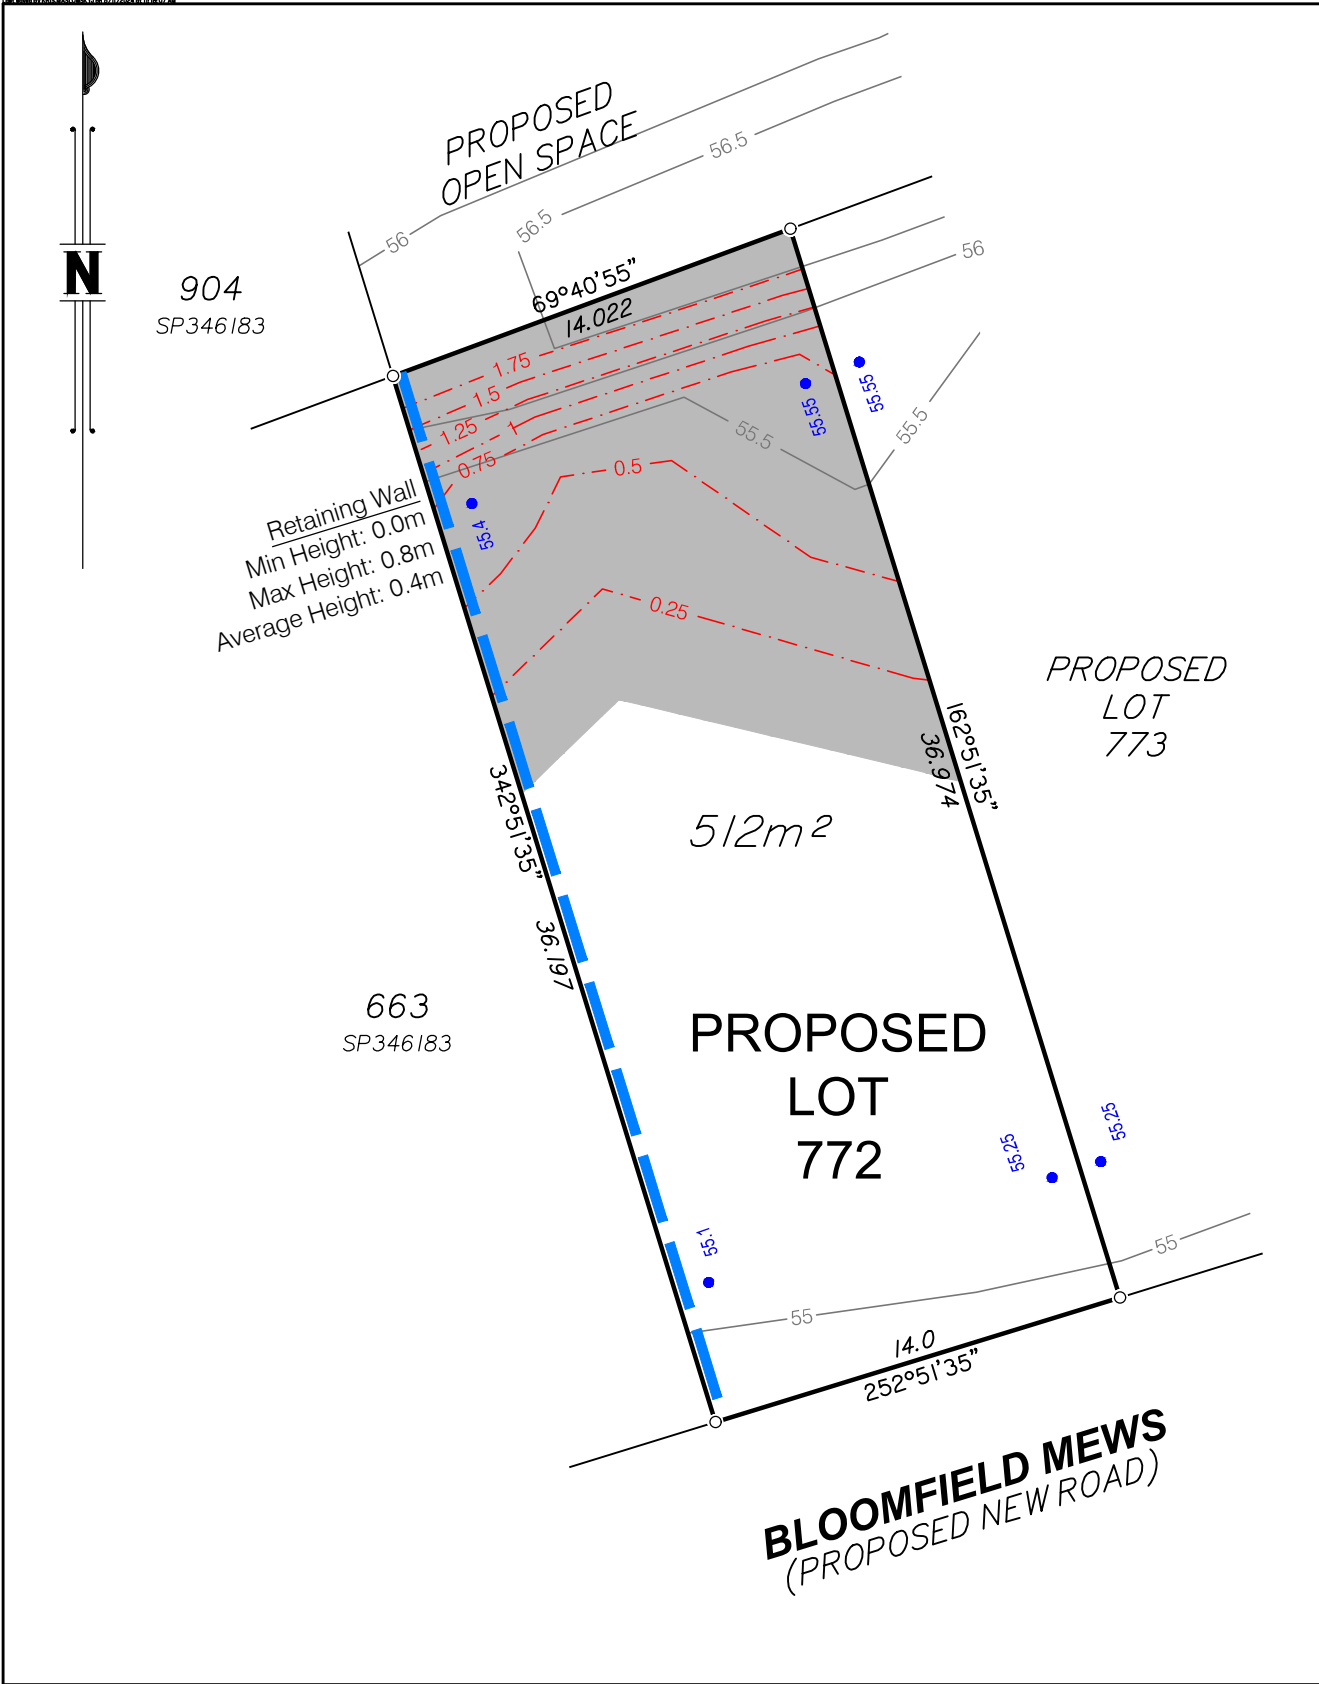 PROPOSED
OPEN SPACE
56
56.5
56.5
56
N
904
SP346183
69°40'55"
14.022
1.75
1.5
1.25
1
0.75
0.5
0.25
55.5
55.5
55.55
55.55
55.4
Retaining Wall
Min Height: 0.0m
Max Height: 0.8m
Average Height: 0.4m
PROPOSED
LOT
773
162°51'35"
36.974
342°51'35"
36.197
512m²
663
SP346183
PROPOSED
LOT
772
55.25
55.25
55.1
55
55
14.0
252°51'35"
BLOOMFIELD MEWS
(PROPOSED NEW ROAD)